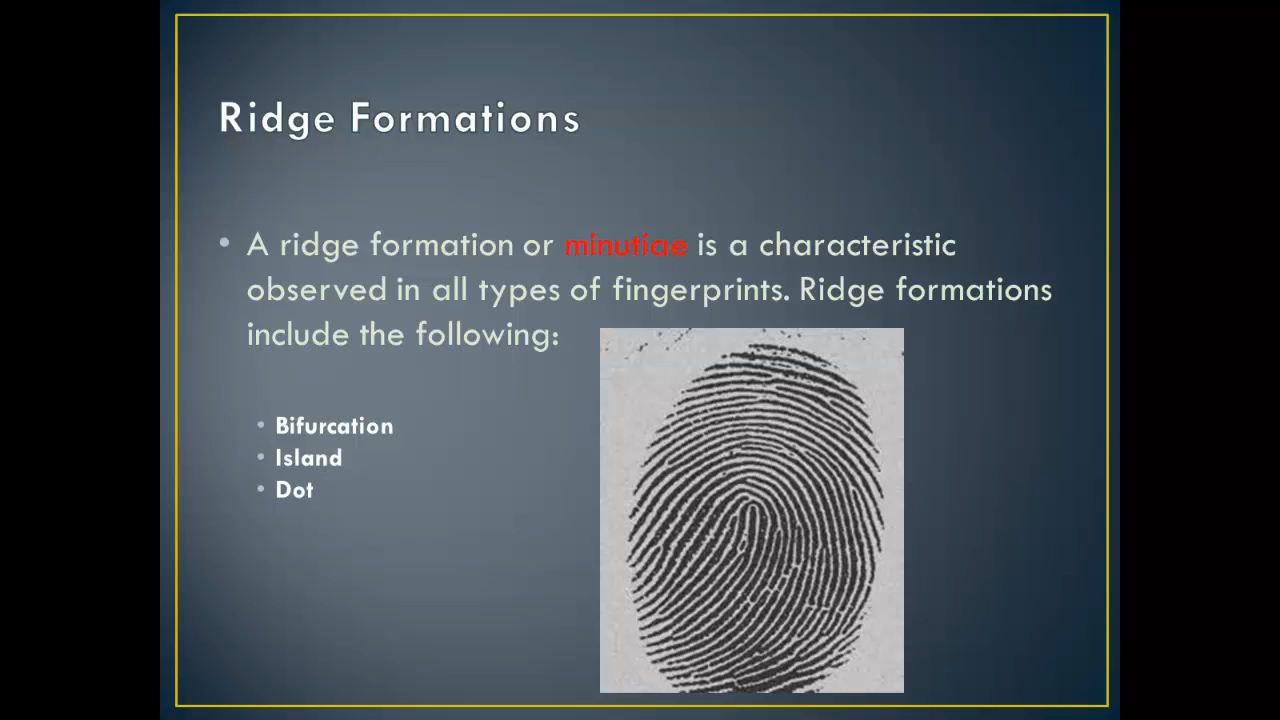 Ridge Formations
• A ridge formation or minutiae is a characteristic
observed in all types of fingerprints. Ridge formations
include the following:
• Bifurcation
• Island
• Dot